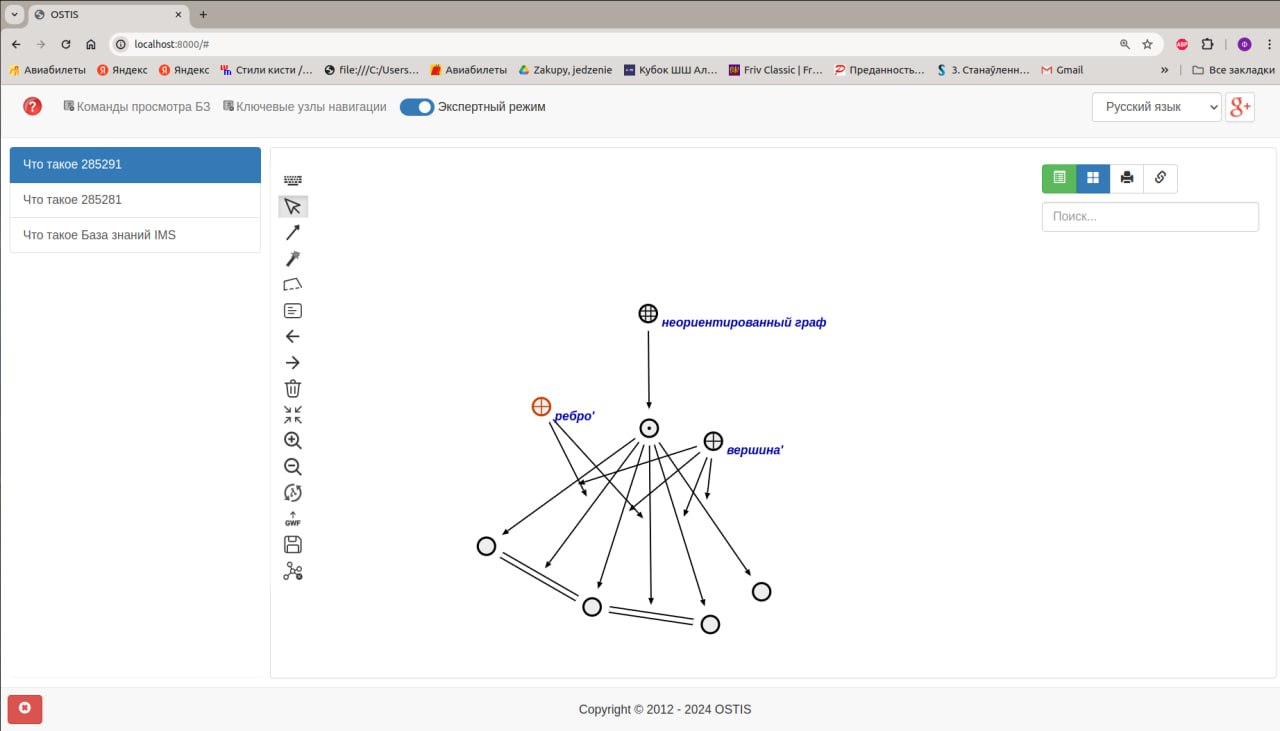 OSTIS
localhost:8000/#
ABP
Ф
Авиабилеты Яндекс Яндекс Стили кисти /... file:///C:/Users... Авиабилеты Zakupy, jedzenie Кубок ШШ Ал... Friv Classic | Fr... Преданность... 3. Станаўленн... Gmail » Все закладки
? Команды просмотра БЗ Ключевые узлы навигации Экспертный режим Русский язык g+
Что такое 285291
Что такое 285281
Что такое База знаний IMS
Поиск...
неориентированный граф
ребро'
вершина'
GWF
Copyright © 2012 - 2024 OSTIS